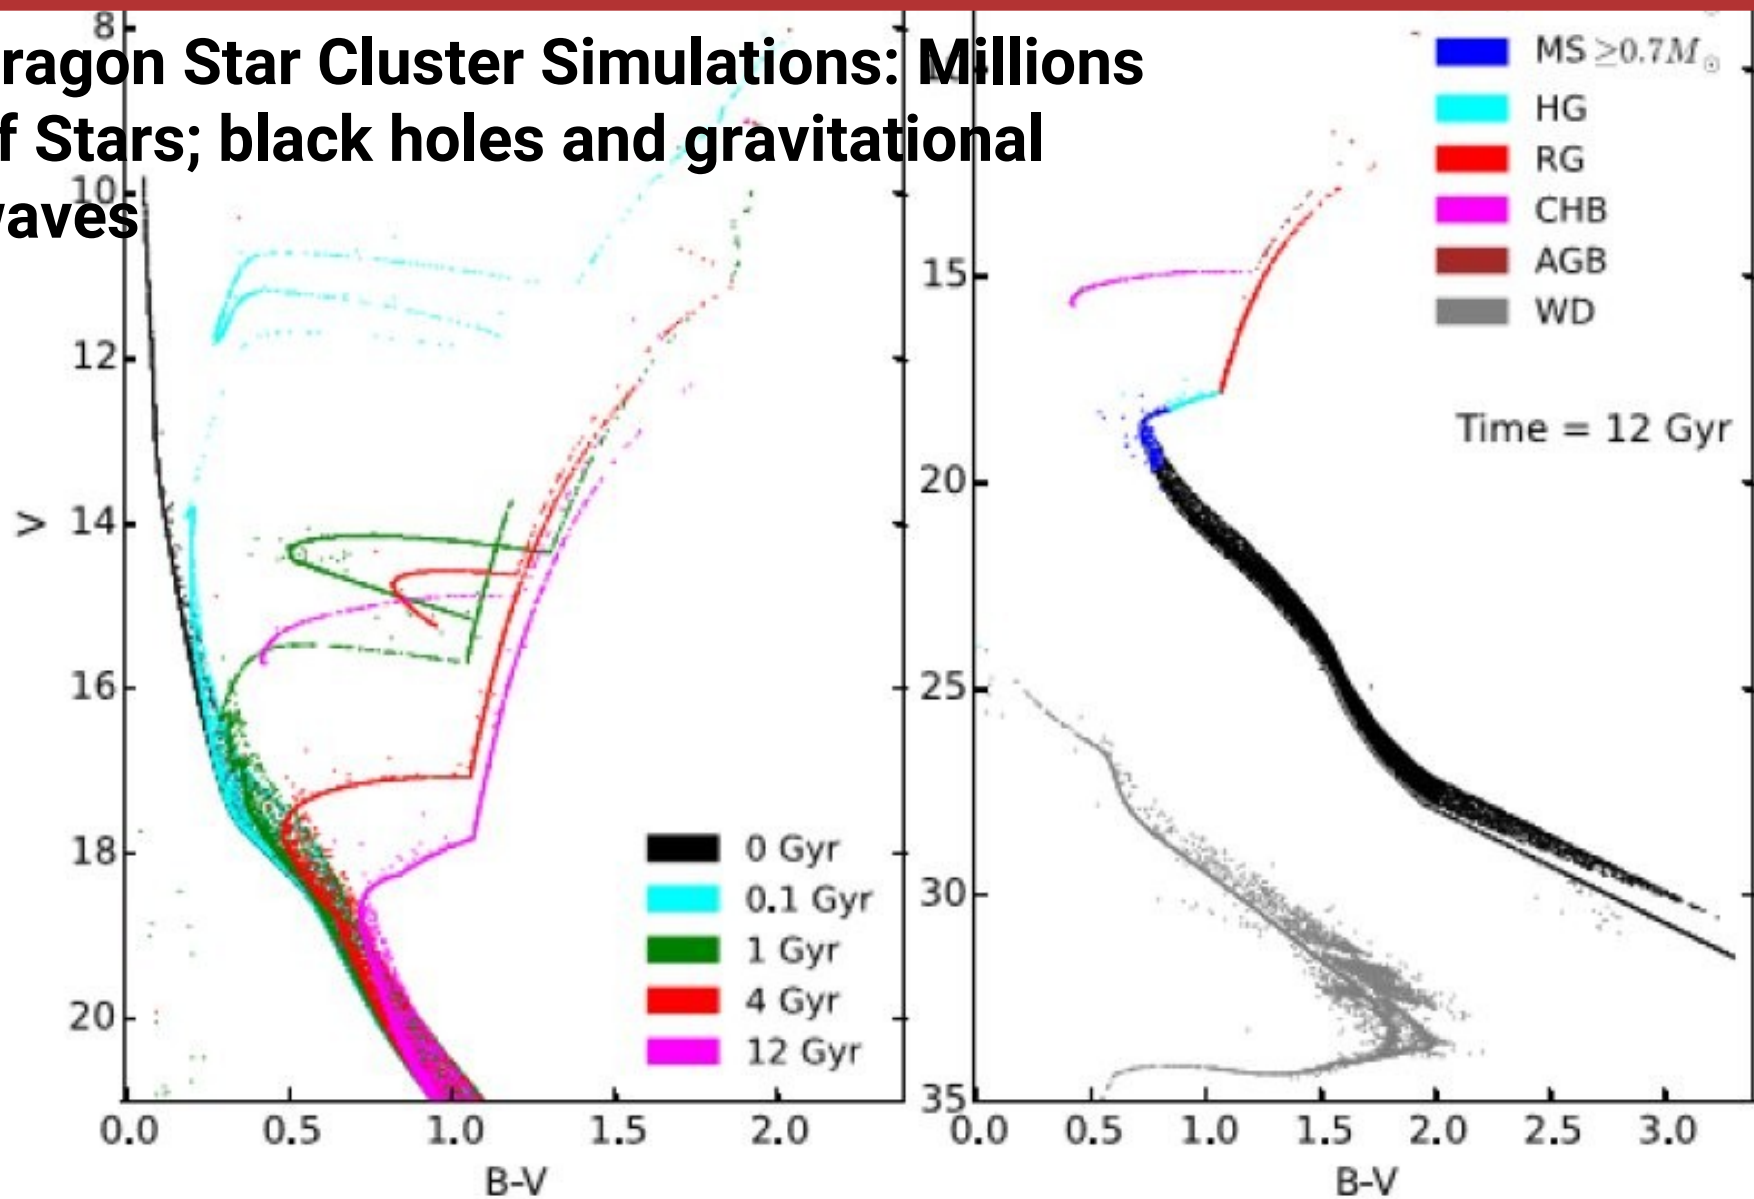 ragon Star Cluster Simulations: Millions
f Stars; black holes and gravitational
waves
8
10
12
14
16
18
20
V
0.0 0.5 1.0 1.5 2.0
B-V
0 Gyr
0.1 Gyr
1 Gyr
4 Gyr
12 Gyr
15
20
25
30
35
0.0 0.5 1.0 1.5 2.0 2.5 3.0
B-V
MS ≥0.7M☉
HG
RG
CHB
AGB
WD
Time = 12 Gyr